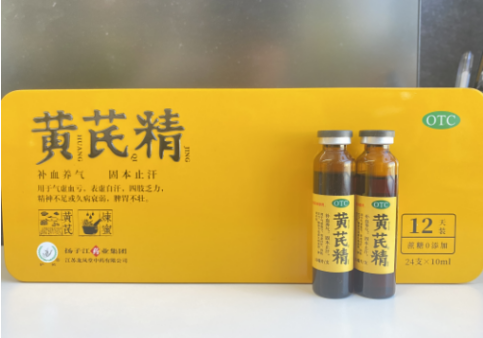 黄芪精
HUANG
QI
JING
补血养气 固本止汗
用于气虚血亏，表虚自汗，四肢乏力，
精神不足或久病衰弱，脾胃不壮。
黄芪
炼蜜
扬子江药业集团
OTC
12天装
蔗糖0添加
24支×10ml
OTC
黄芪精
OTC
黄芪精